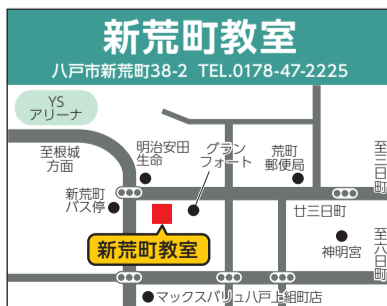 新荒町教室
八戸市新荒町38-2 TEL.0178-47-2225
YS
アリーナ
至根城
方面
明治安田
生命
グラン
フォート
荒町
郵便局
至三日町
新荒町
バス停
廿三日町
至六日町
神明宮
新荒町教室
マックスバリュ八戸上組町店